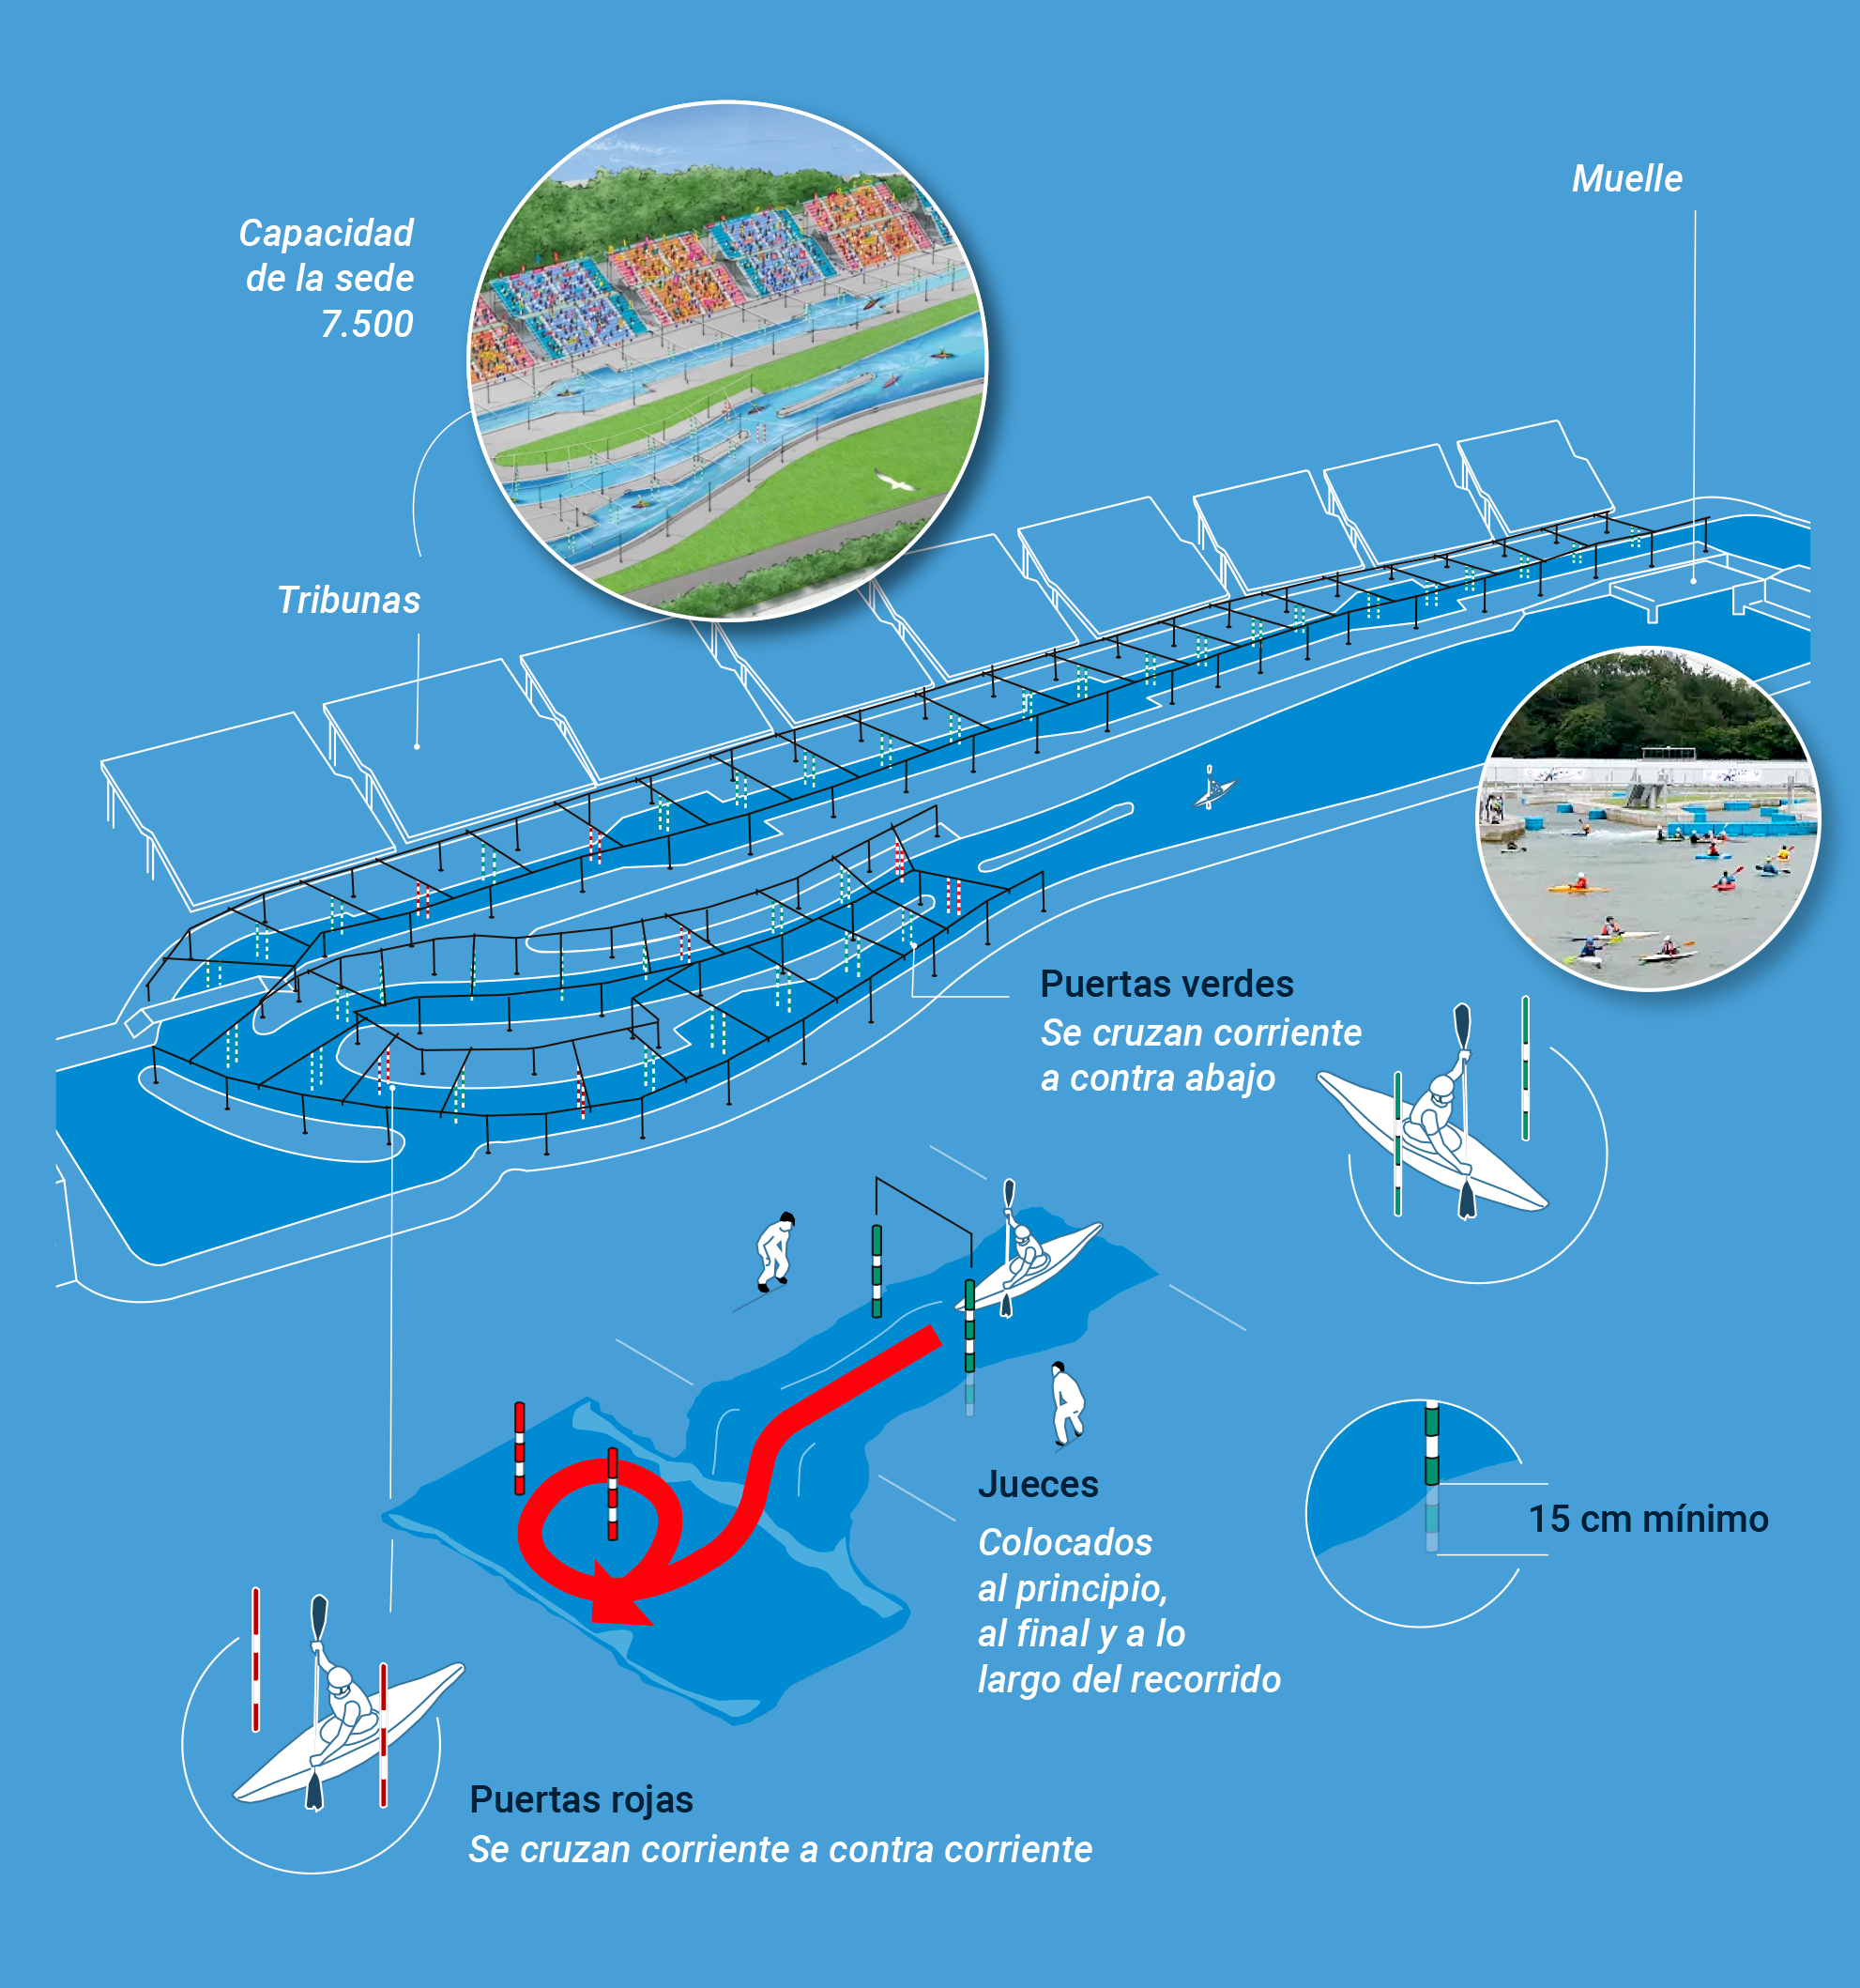 Muelle
Capacidad
de la sede
7.500
Tribunas
Puertas verdes
Se cruzan corriente
a contra abajo
Jueces
Colocados
al principio,
al final y a lo
largo del recorrido
15 cm mínimo
Puertas rojas
Se cruzan corriente a contra corriente